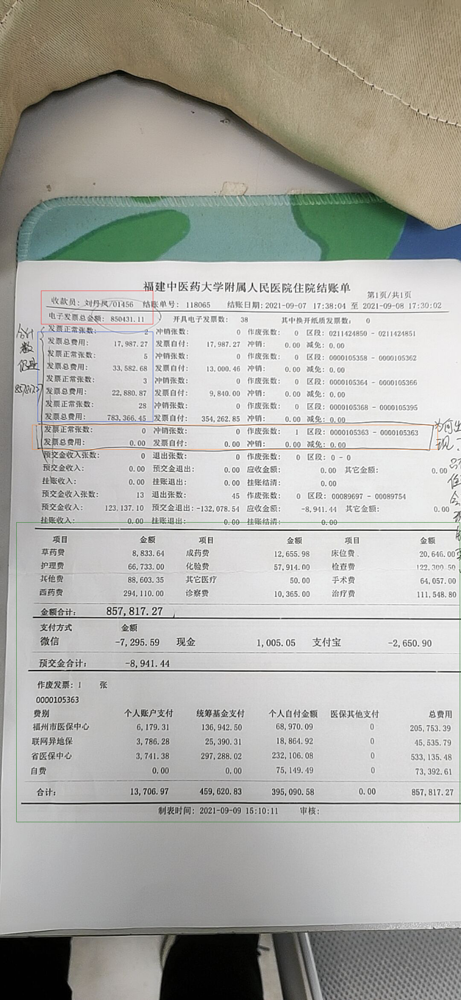 福建中医药大学附属人民医院住院结账单
第1页/共1页
收款员: 刘丹凤/01456 结账单号: 118065 结账日期: 2021-09-07 17:38:04 至 2021-09-08 17:30:02
电子发票总金额: 850431.11 开具电子发票数: 38 其中换开纸质发票数: 0
发票正常张数: 2 冲销张数: 0 作废张数: 0 区段: 0211424850 - 0211424851
发票总费用: 17,987.27 发票自付: 17,987.27 冲销: 0.00 减免: 0.00
发票正常张数: 5 冲销张数: 0 作废张数: 0 区段: 0000105358 - 0000105362
发票总费用: 33,582.68 发票自付: 13,000.46 冲销: 0.00 减免: 0.00
发票正常张数: 3 冲销张数: 0 作废张数: 0 区段: 0000105364 - 0000105366
发票总费用: 22,880.87 发票自付: 9,840.00 冲销: 0.00 减免: 0.00
发票正常张数: 28 冲销张数: 0 作废张数: 0 区段: 0000105368 - 0000105395
发票总费用: 783,366.45 发票自付: 354,262.85 冲销: 0.00 减免: 0.00
发票正常张数: 0 冲销张数: 0 作废张数: 1 区段: 0000105363 - 0000105363
发票总费用: 0.00 发票自付: 0.00 冲销: 0.00 减免: 0.00
预交金收入张数: 0 退出张数: 0 作废张数: 0 区段: 0 - 0
预交金收入: 0.00 预交金退出: 0.00 应收金额: 0.00 其它金额: 0.00
挂账收入: 0.00 挂账退出: 0.00 挂账结清: 0.00
预交金收入张数: 13 退出张数: 45 作废张数: 0 区段: 00089697 - 00089754
预交金收入: 123,137.10 预交金退出: -132,078.54 应收金额: -8,941.44 其它金额: 0.00
挂账收入: 0.00 挂账退出: 0.00 挂账结清: 0.00
合计
数
仍是
857817.27
为何出
现
项目 金额 项目 金额 项目 金额
草药费 8,833.64 成药费 12,655.98 床位费 20,646.00
护理费 66,733.00 化验费 57,914.00 检查费 122,300.50
其他费 88,603.35 其它医疗 50.00 手术费 64,057.00
西药费 294,110.00 诊察费 10,365.00 治疗费 111,548.80
金额合计: 857,817.27
支付方式 金额
微信 -7,295.59 现金 1,005.05 支付宝 -2,650.90
预交金合计: -8,941.44
作废发票: 1 张
0000105363
费别 个人账户支付 统筹基金支付 个人自付金额 医保其他支付 总费用
福州市医保中心 6,179.31 136,942.50 68,970.09 0 205,753.39
联网异地保 3,786.28 25,390.31 18,864.92 0 45,535.79
省医保中心 3,741.38 297,288.02 232,106.08 0 533,135.48
自费 0.00 0.00 75,149.49 0 73,392.61
合计: 13,706.97 459,620.83 395,090.58 0.00 857,817.27
制表时间: 2021-09-09 15:10:11 审核: